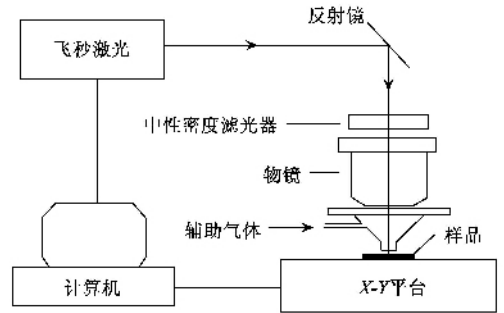 反射镜
飞秒激光
中性密度滤光器
物镜
辅助气体
样品
计算机
X-Y平台